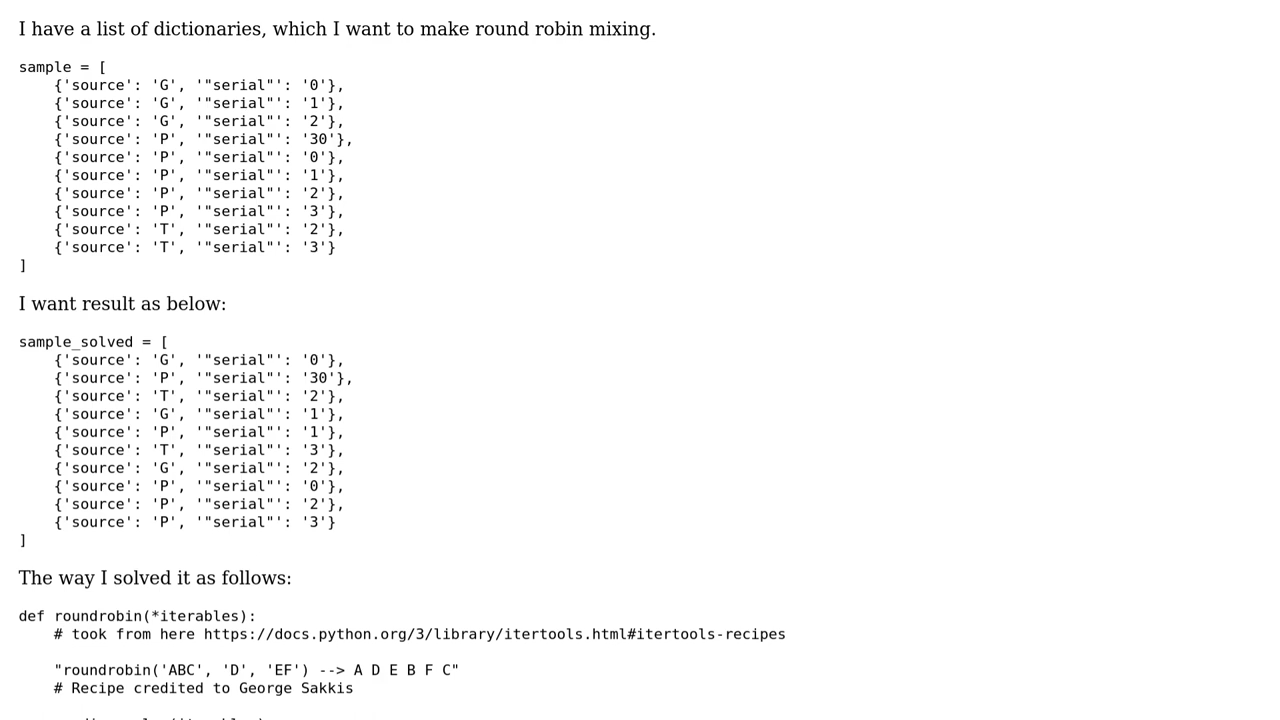 I have a list of dictionaries, which I want to make round robin mixing.
sample = [
    {'source': 'G', '"serial"': '0'},
    {'source': 'G', '"serial"': '1'},
    {'source': 'G', '"serial"': '2'},
    {'source': 'P', '"serial"': '30'},
    {'source': 'P', '"serial"': '0'},
    {'source': 'P', '"serial"': '1'},
    {'source': 'P', '"serial"': '2'},
    {'source': 'P', '"serial"': '3'},
    {'source': 'T', '"serial"': '2'},
    {'source': 'T', '"serial"': '3'}
]
I want result as below:
sample_solved = [
    {'source': 'G', '"serial"': '0'},
    {'source': 'P', '"serial"': '30'},
    {'source': 'T', '"serial"': '2'},
    {'source': 'G', '"serial"': '1'},
    {'source': 'P', '"serial"': '1'},
    {'source': 'T', '"serial"': '3'},
    {'source': 'G', '"serial"': '2'},
    {'source': 'P', '"serial"': '0'},
    {'source': 'P', '"serial"': '2'},
    {'source': 'P', '"serial"': '3'}
]
The way I solved it as follows:
def roundrobin(*iterables):
    # took from here https://docs.python.org/3/library/itertools.html#itertools-recipes
    "roundrobin('ABC', 'D', 'EF') --> A D E B F C"
    # Recipe credited to George Sakkis